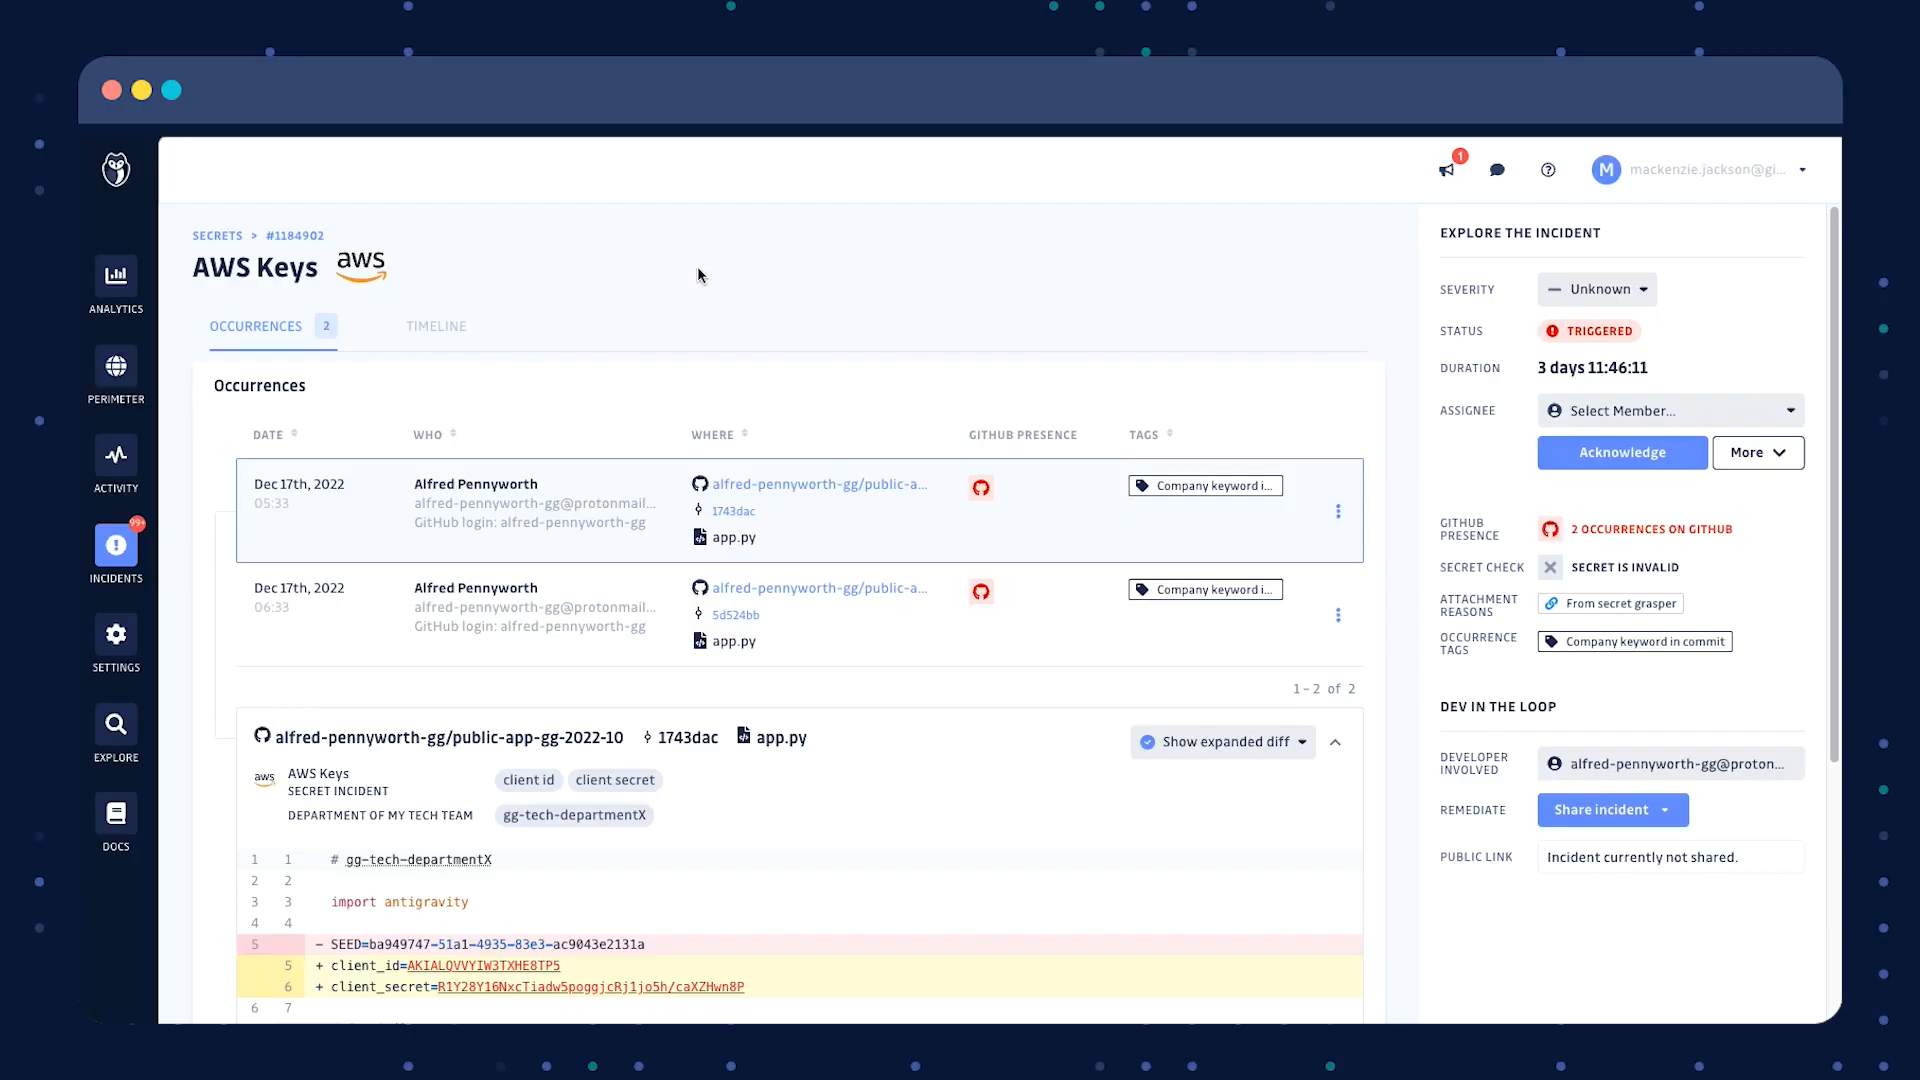 1
M mackenzie.jackson@gi...
SECRETS > #1184902
AWS Keys aws
OCCURRENCES 2 TIMELINE
Occurrences
DATE WHO WHERE GITHUB PRESENCE TAGS
Dec 17th, 2022
05:33
Alfred Pennyworth
alfred-pennyworth-gg@protonmail...
GitHub login: alfred-pennyworth-gg
alfred-pennyworth-gg/public-a...
1743dac
app.py
Company keyword i...
Dec 17th, 2022
06:33
Alfred Pennyworth
alfred-pennyworth-gg@protonmail...
GitHub login: alfred-pennyworth-gg
alfred-pennyworth-gg/public-a...
5d524bb
app.py
Company keyword i...
1-2 of 2
alfred-pennyworth-gg/public-app-gg-2022-10 1743dac app.py
Show expanded diff
aws AWS Keys
SECRET INCIDENT
client id client secret
DEPARTMENT OF MY TECH TEAM gg-tech-departmentX
1 1 # gg-tech-departmentX
2 2
3 3 import antigravity
4 4
5 - SEED=ba949747-51a1-4935-83e3-ac9043e2131a
5 + client_id=AKIALQVVYIW3TXHE8TP5
6 + client_secret=R1Y28Y16NxcTiadw5poggjcRj1jo5h/caXZHwn8P
6 7
ANALYTICS
PERIMETER
ACTIVITY
99+
INCIDENTS
SETTINGS
EXPLORE
DOCS
EXPLORE THE INCIDENT
SEVERITY Unknown
STATUS TRIGGERED
DURATION 3 days 11:46:11
ASSIGNEE Select Member...
Acknowledge More
GITHUB PRESENCE 2 OCCURRENCES ON GITHUB
SECRET CHECK SECRET IS INVALID
ATTACHMENT REASONS From secret grasper
OCCURRENCE TAGS Company keyword in commit
DEV IN THE LOOP
DEVELOPER INVOLVED alfred-pennyworth-gg@proton...
REMEDIATE Share incident
PUBLIC LINK Incident currently not shared.